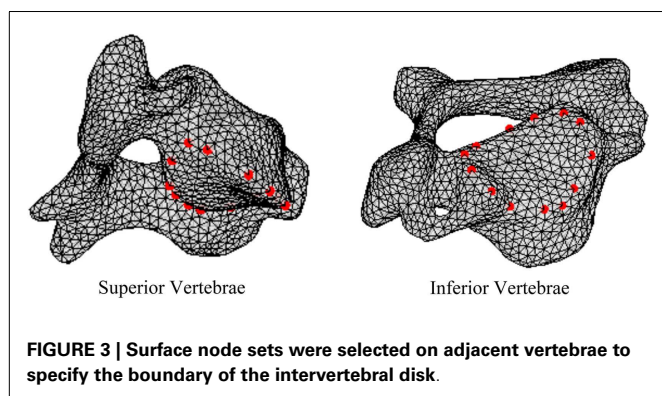 Superior Vertebrae
Inferior Vertebrae
FIGURE 3 | Surface node sets were selected on adjacent vertebrae to
specify the boundary of the intervertebral disk.